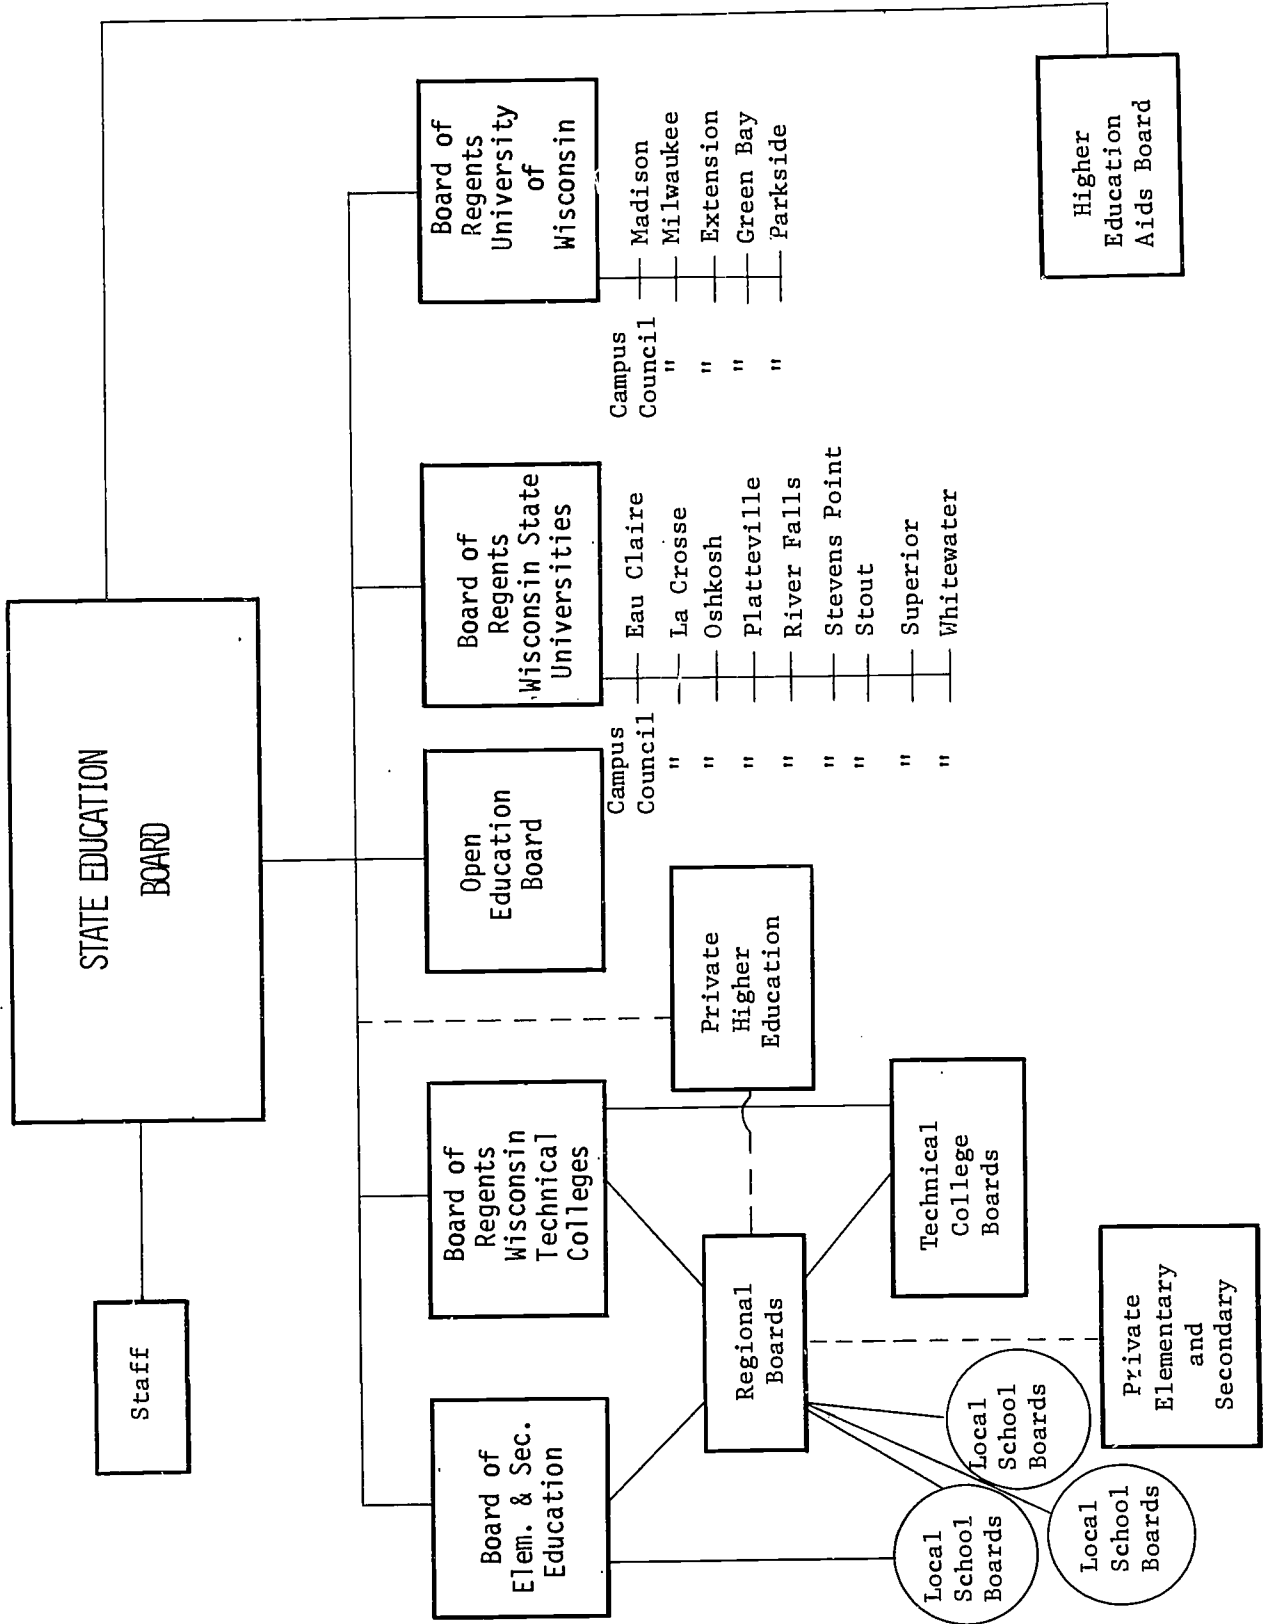 STATE EDUCATION
BOARD
Staff
Board of
Elem. & Sec.
Education
Board of
Regents
Wisconsin
Technical
Colleges
Open
Education
Board
Board of
Regents
Wisconsin State
Universities
Board of
Regents
University
of
Wisconsin
Campus
Council
Eau Claire
" La Crosse
" Oshkosh
" Platteville
" River Falls
" Stevens Point
" Stout
" Superior
" Whitewater
Campus
Council
Madison
" Milwaukee
" Extension
" Green Bay
" Parkside
Private
Higher
Education
Regional
Boards
Technical
College
Boards
Local
School
Boards
Local
School
Boards
Local
School
Boards
Private
Elementary
and
Secondary
Higher
Education
Aids Board